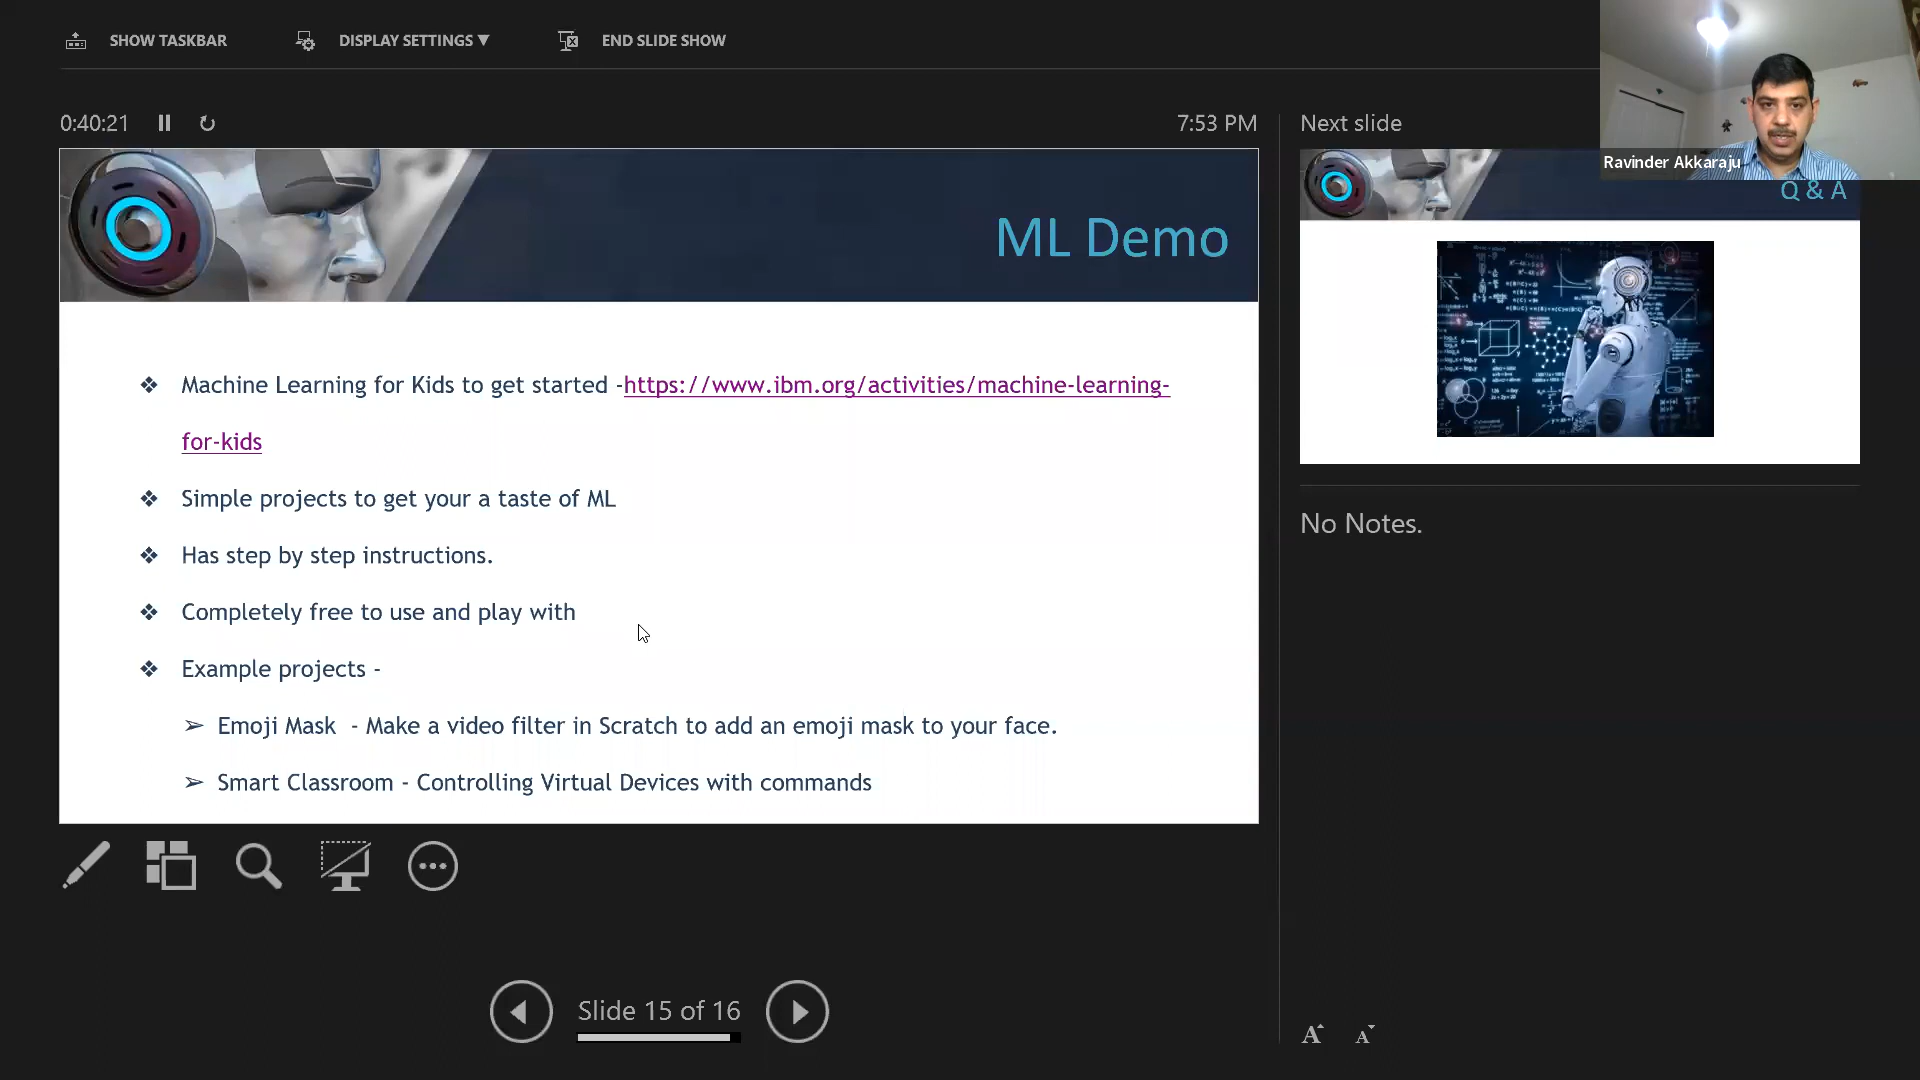 SHOW TASKBAR
DISPLAY SETTINGS ▼
END SLIDE SHOW
0:40:21
7:53 PM
Next slide
Ravinder Akkaraju
ML Demo
Q & A
❖ Machine Learning for Kids to get started -https://www.ibm.org/activities/machine-learning-
for-kids
❖ Simple projects to get your a taste of ML
❖ Has step by step instructions.
❖ Completely free to use and play with
❖ Example projects -
➢ Emoji Mask - Make a video filter in Scratch to add an emoji mask to your face.
➢ Smart Classroom - Controlling Virtual Devices with commands
No Notes.
Slide 15 of 16
A A